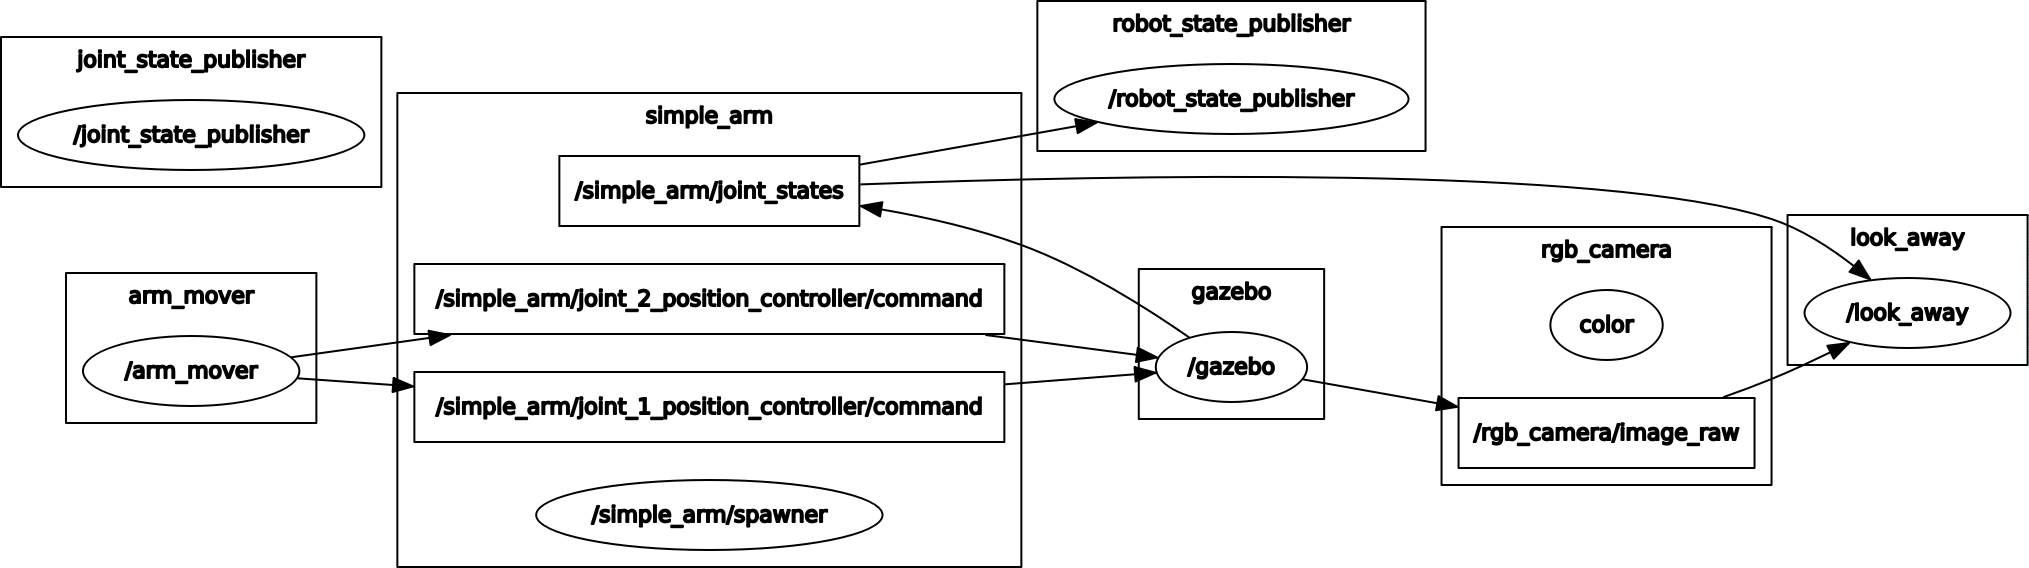 joint_state_publisher
/joint_state_publisher
arm_mover
/arm_mover
simple_arm
/simple_arm/joint_states
/simple_arm/joint_2_position_controller/command
/simple_arm/joint_1_position_controller/command
/simple_arm/spawner
robot_state_publisher
/robot_state_publisher
gazebo
/gazebo
rgb_camera
color
/rgb_camera/image_raw
look_away
/look_away